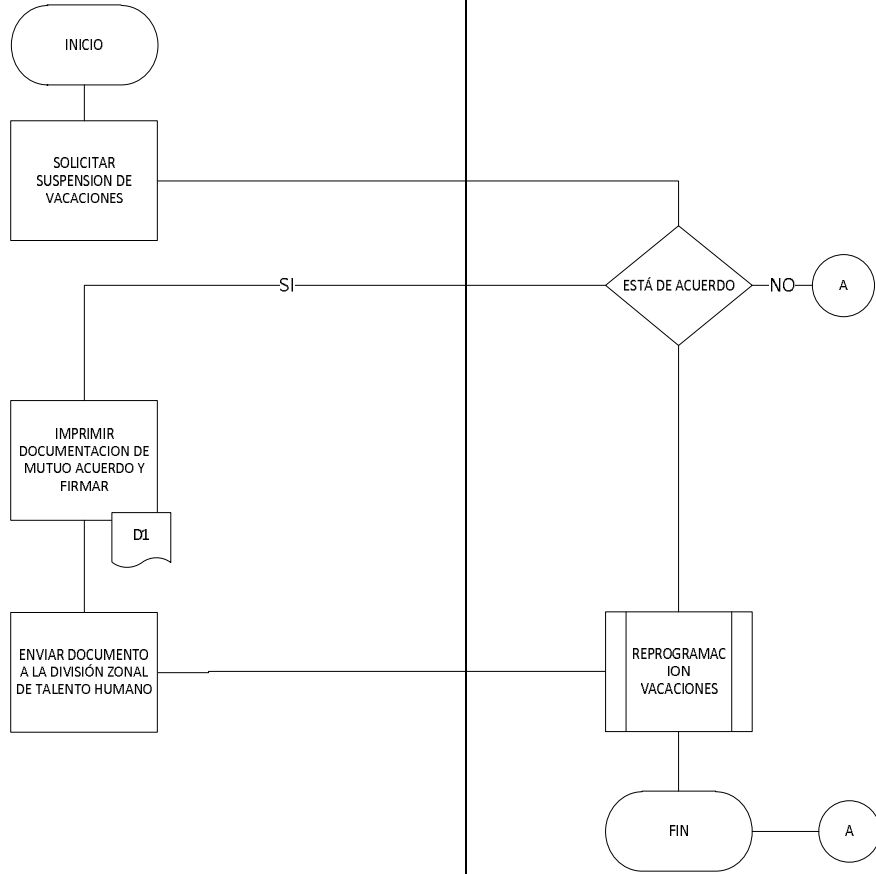 INICIO
SOLICITAR
SUSPENSION DE
VACACIONES
ESTÁ DE ACUERDO
NO
A
SI
IMPRIMIR
DOCUMENTACION DE
MUTUO ACUERDO Y
FIRMAR
D1
ENVIAR DOCUMENTO
A LA DIVISIÓN ZONAL
DE TALENTO HUMANO
REPROGRAMAC
ION
VACACIONES
FIN
A